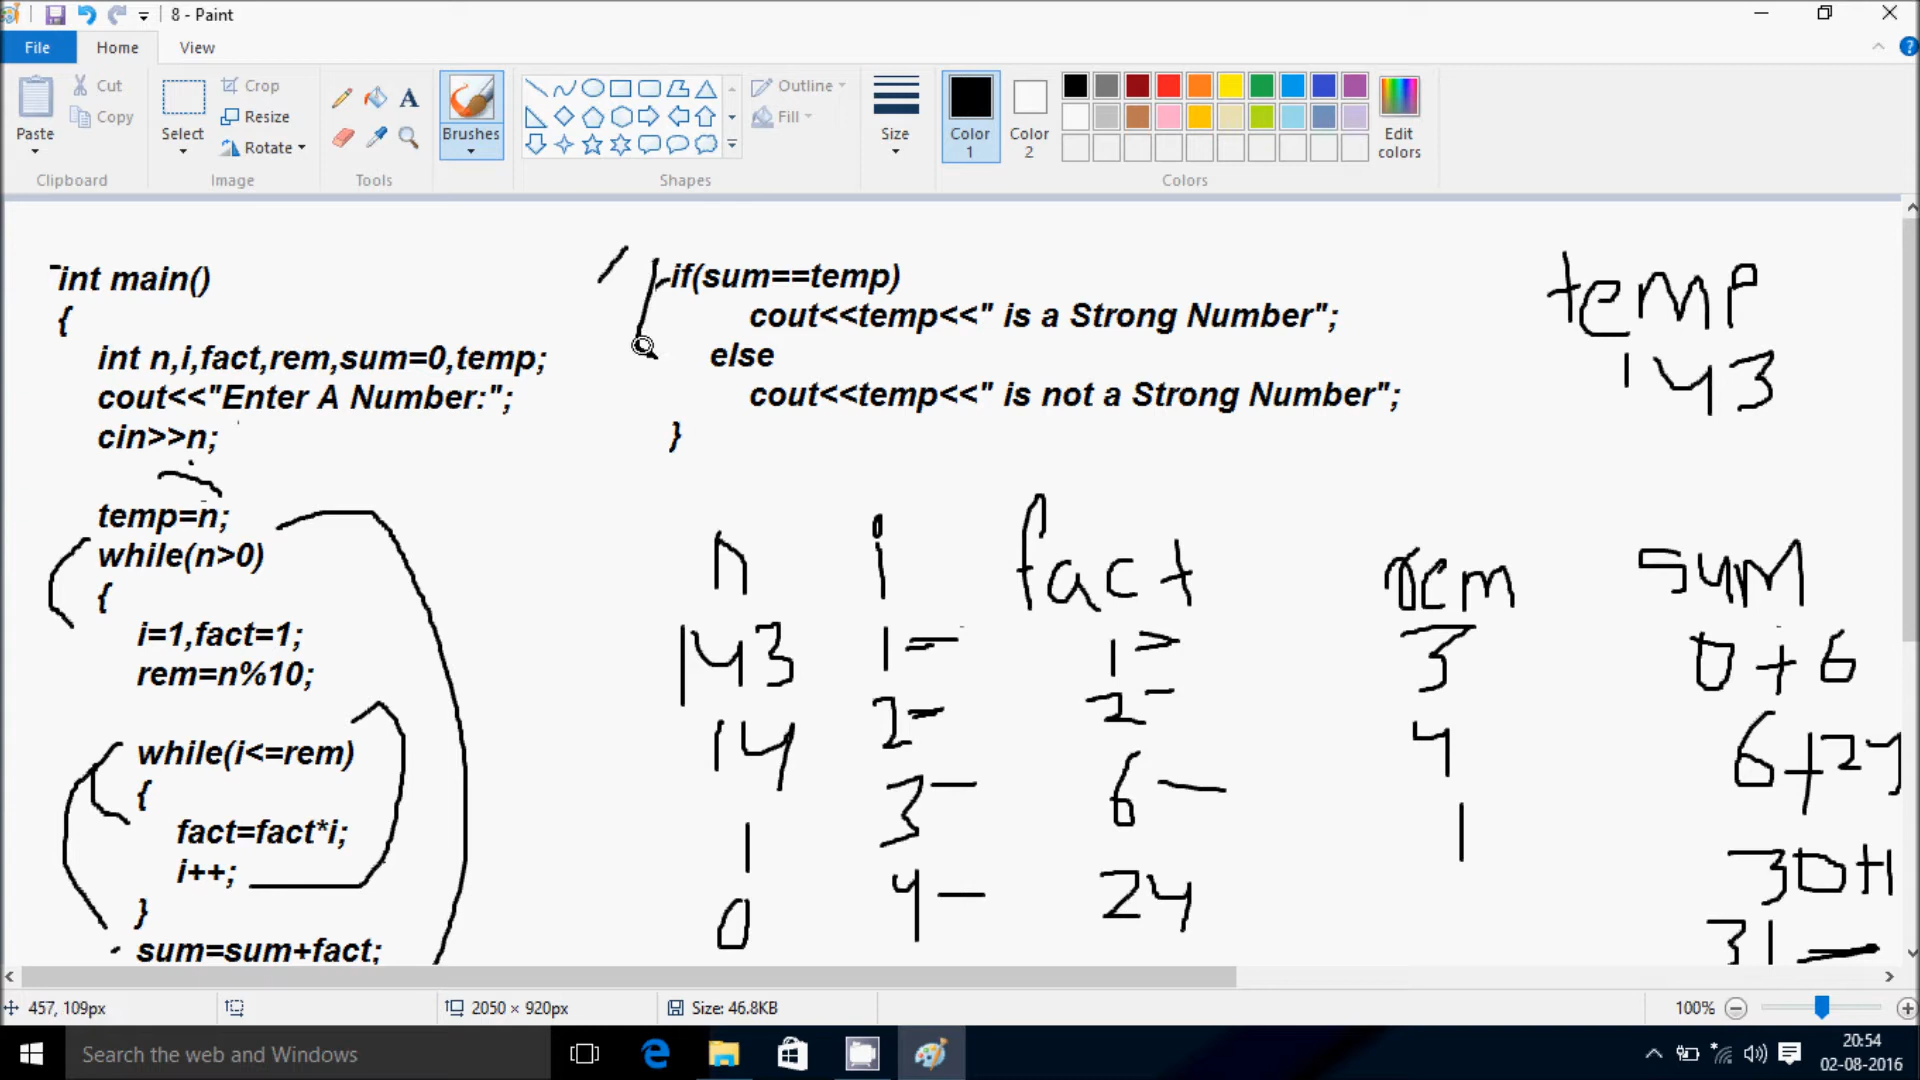 8 - Paint
File Home View
Paste Cut Copy Clipboard
Select Crop Resize Rotate Image
A Tools
Brushes
Outline Fill Shapes
Size
Color 1 Color 2 Edit colors Colors
int main()
{
int n,i,fact,rem,sum=0,temp;
cout<<"Enter A Number:";
cin>>n;
temp=n;
while(n>0)
{
i=1,fact=1;
rem=n%10;
while(i<=rem)
{
fact=fact*i;
i++;
}
sum=sum+fact;
if(sum==temp)
cout<<temp<<" is a Strong Number";
else
cout<<temp<<" is not a Strong Number";
}
temp
143
n i fact rem sum
143 1 1 3 0+6
14 2 2 4 6+24
1 3 6 1 30+1
0 4 24 31
457, 109px 2050 × 920px Size: 46.8KB 100%
Search the web and Windows
20:54
02-08-2016